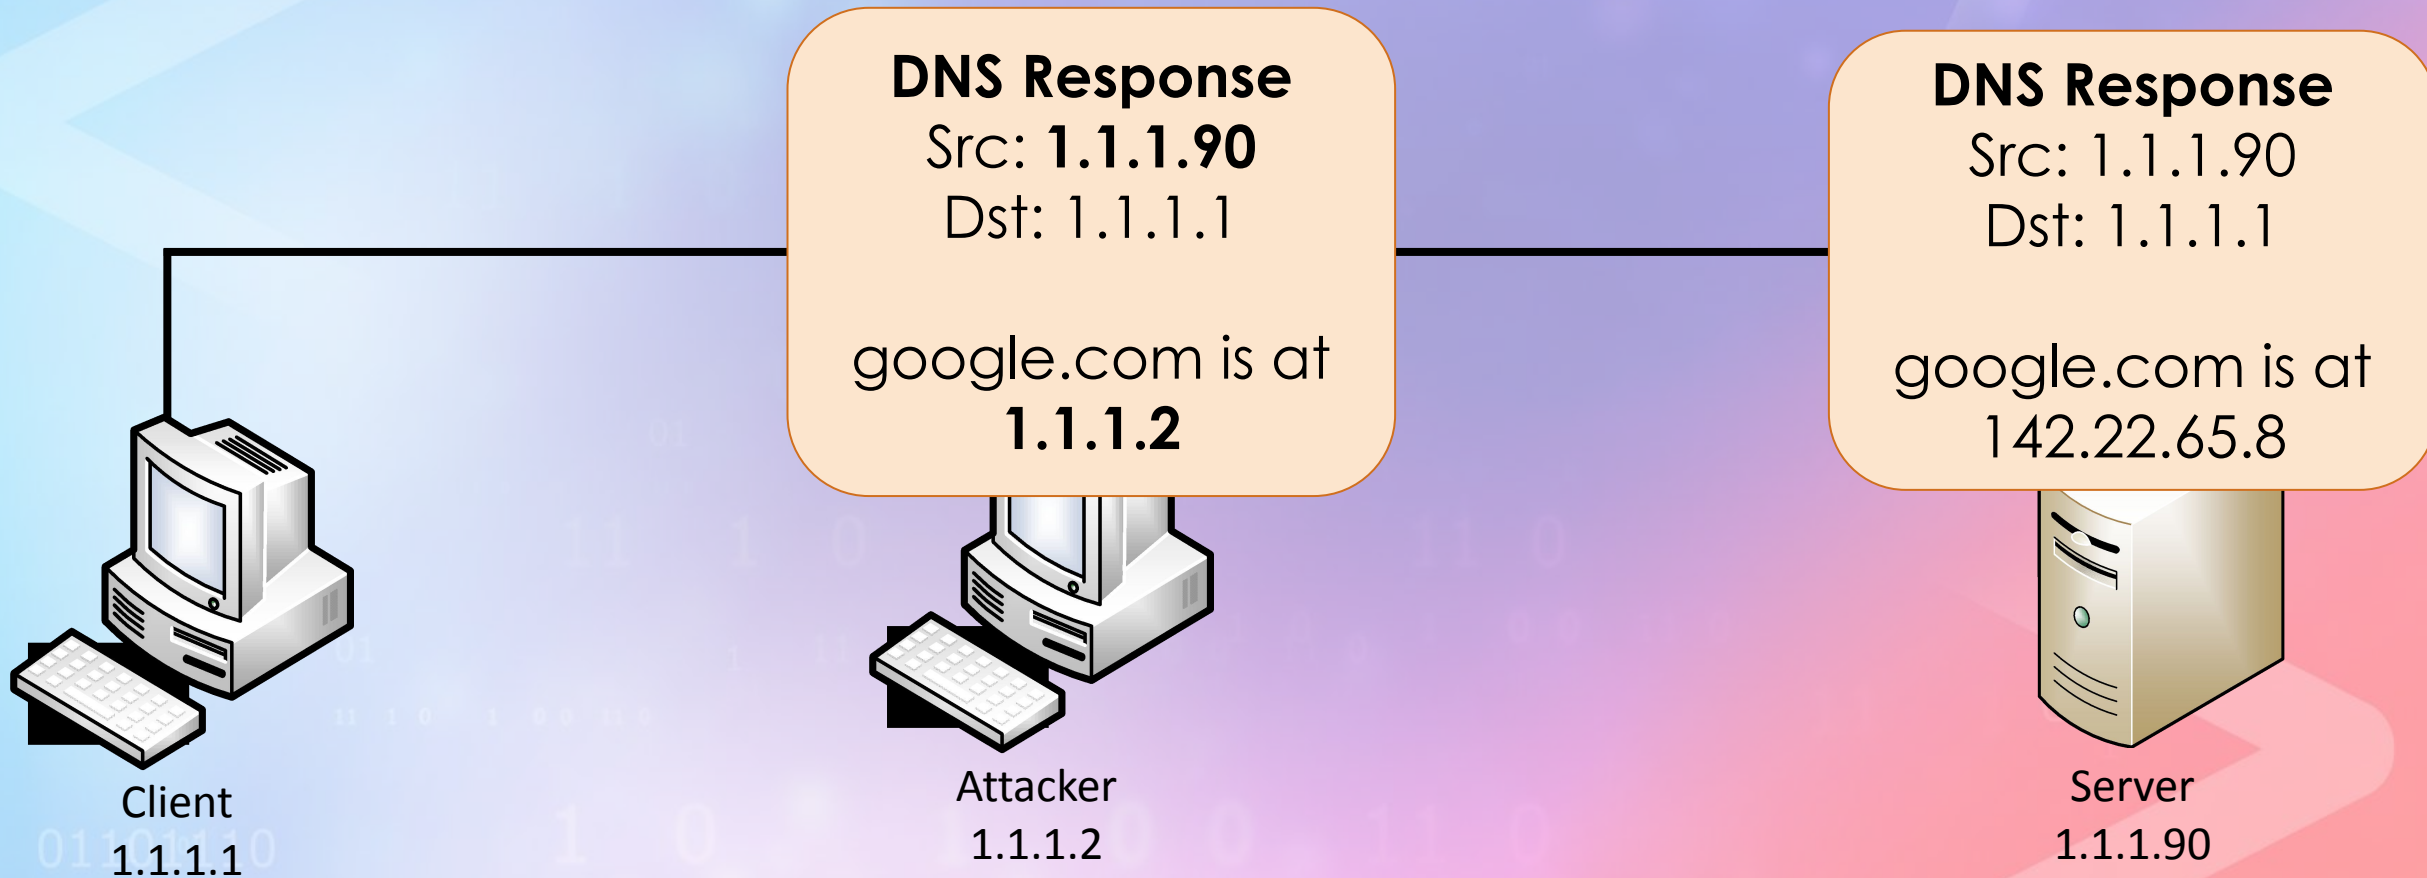 DNS Response
Src: 1.1.1.90
Dst: 1.1.1.1
google.com is at
1.1.1.2
DNS Response
Src: 1.1.1.90
Dst: 1.1.1.1
google.com is at
142.22.65.8
Client
1.1.1.1
Attacker
1.1.1.2
Server
1.1.1.90